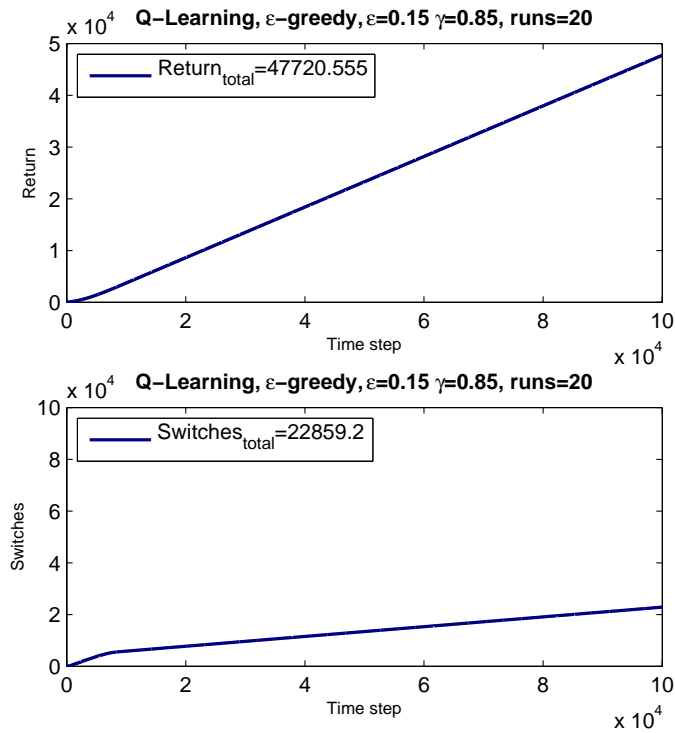 Q−Learning, ε−greedy, ε=0.15 γ=0.85, runs=20
x 10^4
5
Return_total=47720.555
4
3
Return
2
1
0
0 2 4 6 8 10
Time step
x 10^4
Q−Learning, ε−greedy, ε=0.15 γ=0.85, runs=20
x 10^4
10
Switches_total=22859.2
8
6
Switches
4
2
0
0 2 4 6 8 10
Time step
x 10^4